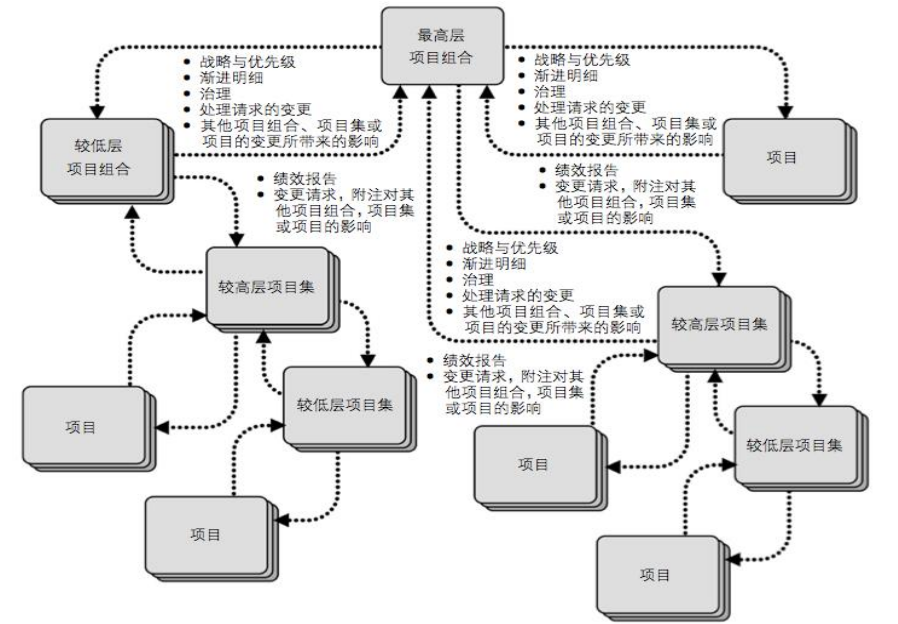 最高层
项目组合
● 战略与优先级
● 渐进明细
● 治理
● 处理请求的变更
● 其他项目组合、项目集或
项目的变更所带来的影响
● 战略与优先级
● 渐进明细
● 治理
● 处理请求的变更
● 其他项目组合、项目集或
项目的变更所带来的影响
较低层
项目组合
项目
● 绩效报告
● 变更请求，附注对其
他项目组合，项目集
或项目的影响
● 绩效报告
● 变更请求，附注对其
他项目组合，项目集
或项目的影响
● 战略与优先级
● 渐进明细
● 治理
● 处理请求的变更
● 其他项目组合、项目集或
项目的变更所带来的影响
较高层项目集
较高层项目集
● 绩效报告
● 变更请求，附注对其
他项目组合，项目集
或项目的影响
项目
较低层项目集
项目
较低层项目集
项目
项目